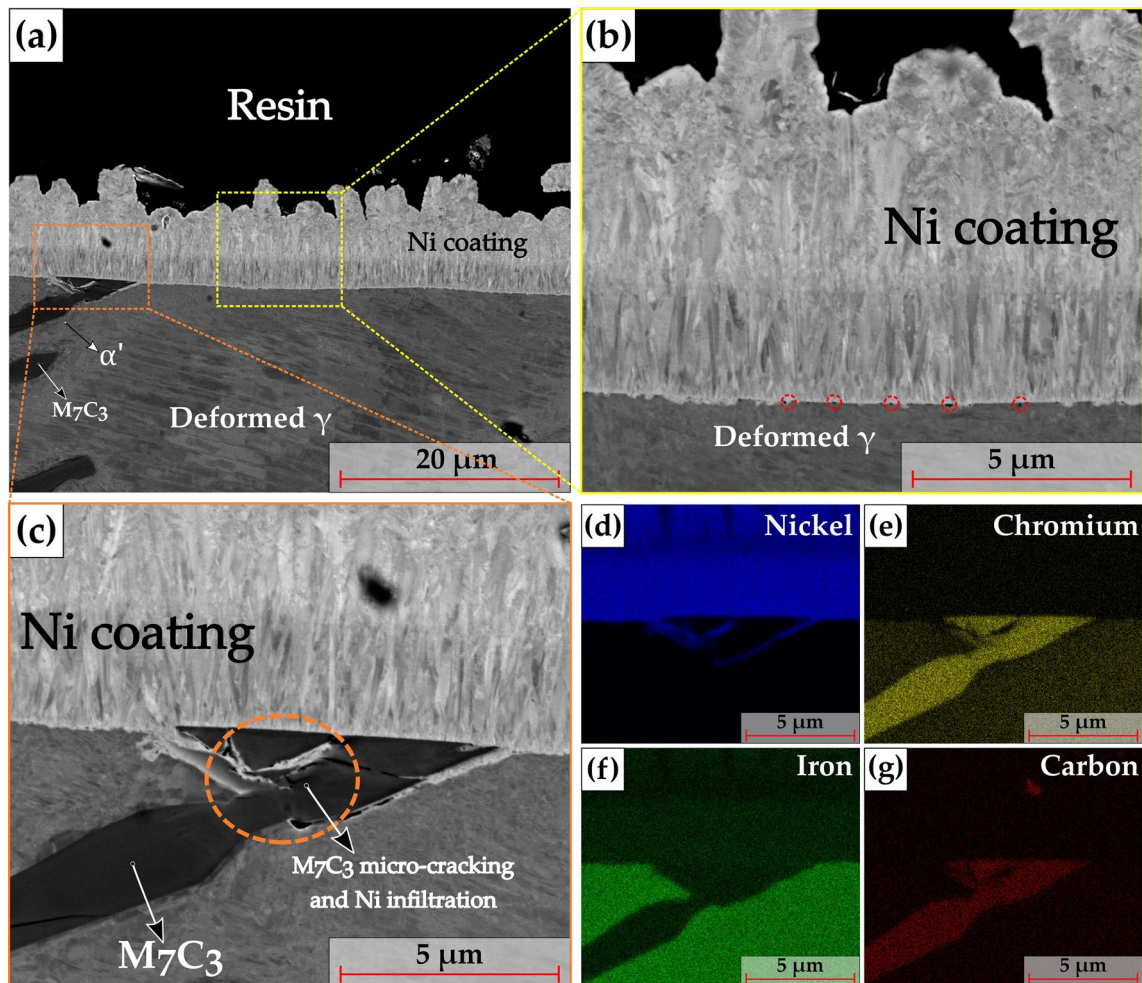 (a)
Resin
Ni coating
α'
M₇C₃
Deformed γ
20 μm
(b)
Ni coating
Deformed γ
5 μm
(c)
Ni coating
M₇C₃ micro-cracking
and Ni infiltration
M₇C₃
5 μm
(d)
Nickel
5 μm
(e)
Chromium
5 μm
(f)
Iron
5 μm
(g)
Carbon
5 μm